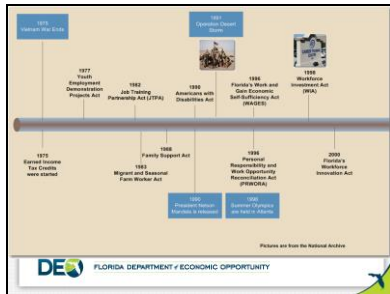 1975
Vietnam War Ends
1991
Operation Desert
Storm
1977
Youth
Employment
Demonstration
Projects Act
1982
Job Training
Partnership Act (JTPA)
1990
Americans with
Disabilities Act
1996
Florida's Work and
Gain Economic
Self-Sufficiency Act
(WAGES)
1998
Workforce
Investment Act
(WIA)
1975
Earned Income
Tax Credits
were started
1983
Migrant and Seasonal
Farm Worker Act
1988
Family Support Act
1990
President Nelson
Mandela is released
1996
Personal
Responsibility and
Work Opportunity
Reconciliation Act
(PRWORA)
1996
Summer Olympics
are held in Atlanta
2000
Florida's
Workforce
Innovation Act
Pictures are from the National Archive
DEO
FLORIDA DEPARTMENT of ECONOMIC OPPORTUNITY